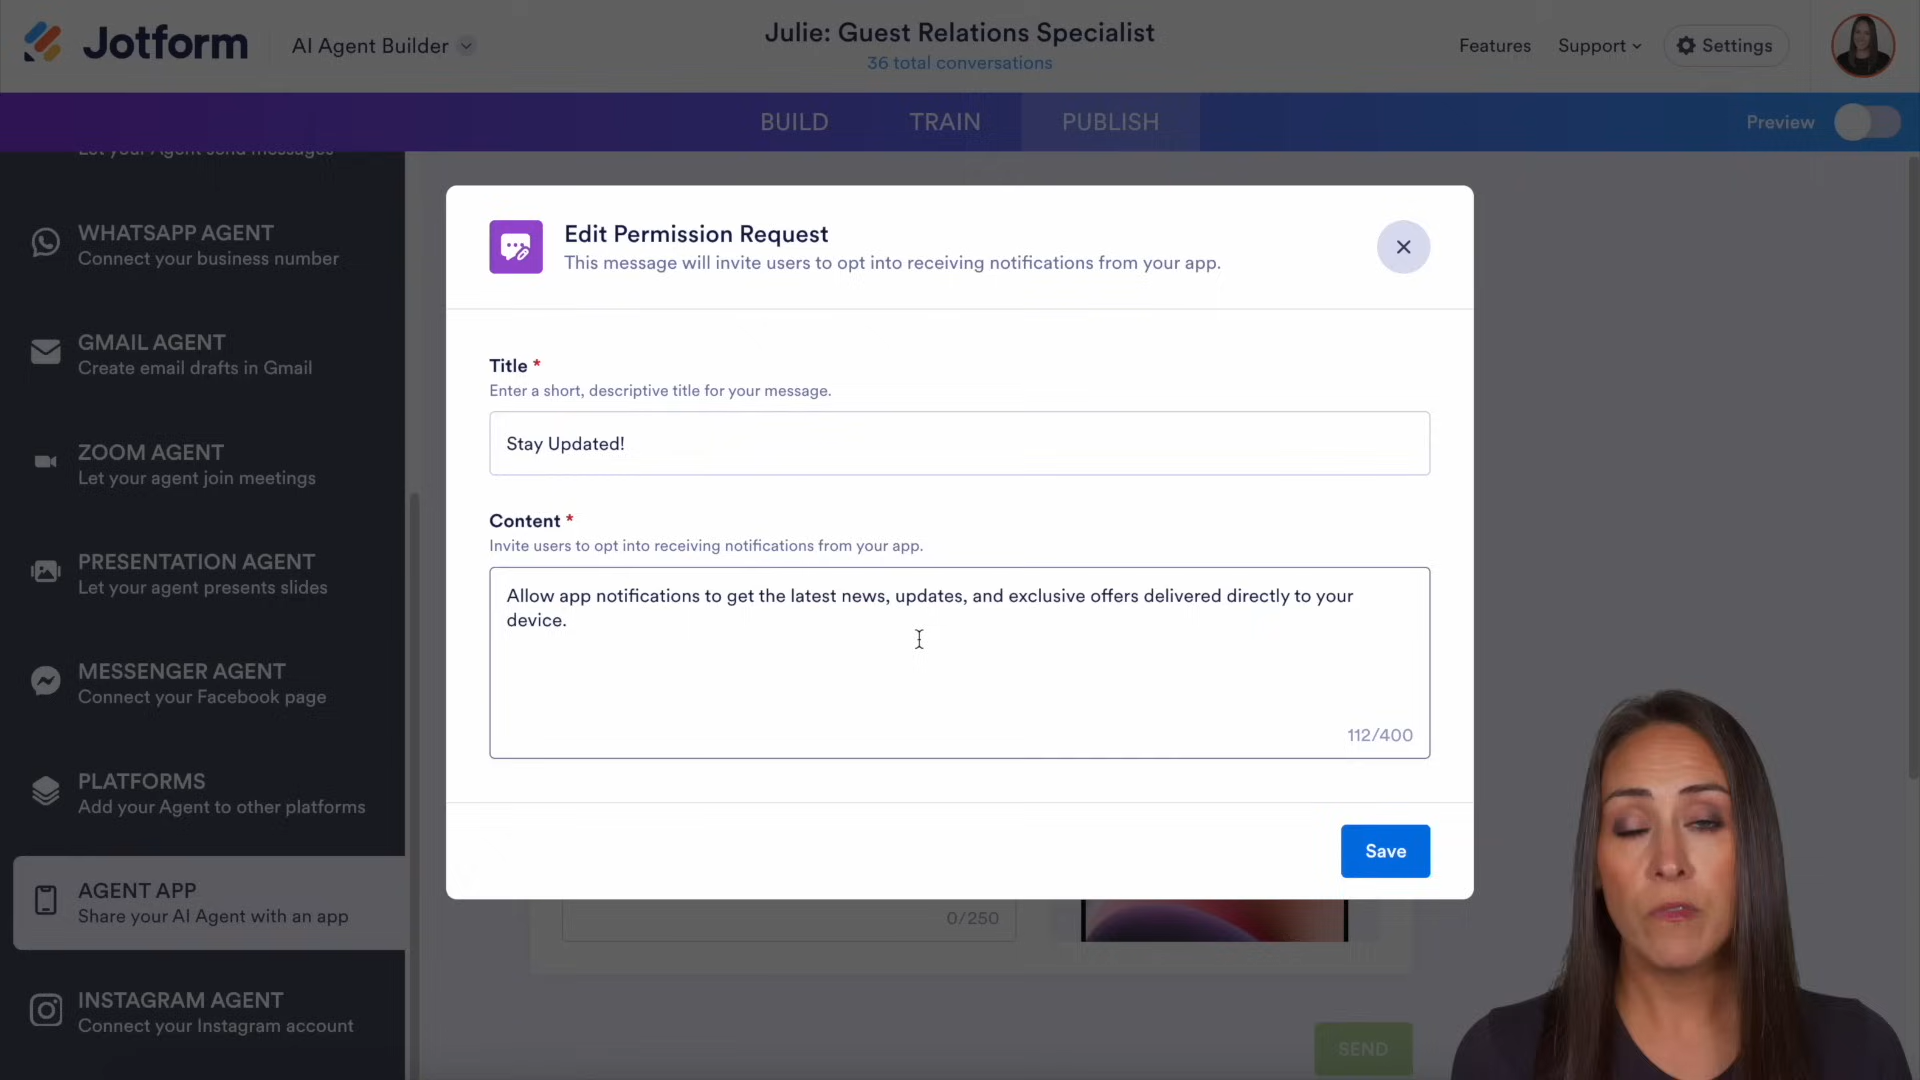 Jotform
AI Agent Builder
Julie: Guest Relations Specialist
36 total conversations
Features
Support
Settings
BUILD
TRAIN
PUBLISH
Preview
Let your Agent send messages
WHATSAPP AGENT
Connect your business number
GMAIL AGENT
Create email drafts in Gmail
ZOOM AGENT
Let your agent join meetings
PRESENTATION AGENT
Let your agent presents slides
MESSENGER AGENT
Connect your Facebook page
PLATFORMS
Add your Agent to other platforms
AGENT APP
Share your AI Agent with an app
INSTAGRAM AGENT
Connect your Instagram account
Edit Permission Request
This message will invite users to opt into receiving notifications from your app.
Title *
Enter a short, descriptive title for your message.
Stay Updated!
Content *
Invite users to opt into receiving notifications from your app.
Allow app notifications to get the latest news, updates, and exclusive offers delivered directly to your
device.
112/400
Save
0/250
SEND